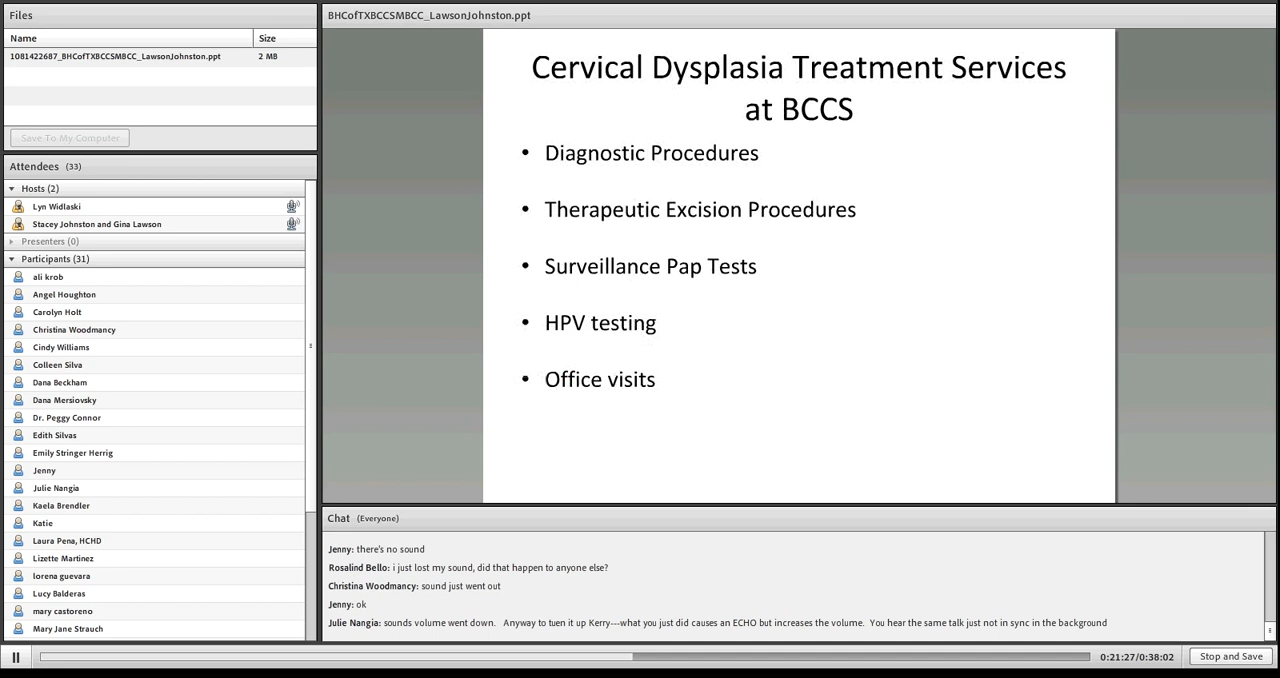 Files
Name Size
1081422687_BHCofTXBCCSMBCC_LawsonJohnston.ppt 2 MB
Save To My Computer
Attendees (33)
Hosts (2)
Lyn Widlaski
Stacey Johnston and Gina Lawson
Presenters (0)
Participants (31)
ali krob
Angel Houghton
Carolyn Holt
Christina Woodmancy
Cindy Williams
Colleen Silva
Dana Beckham
Dana Mersiovsky
Dr. Peggy Connor
Edith Silvas
Emily Stringer Herrig
Jenny
Julie Nangia
Kaela Brendler
Katie
Laura Pena, HCHD
Lizette Martinez
lorena guevara
Lucy Balderas
mary castoreno
Mary Jane Strauch
BHCofTXBCCSMBCC_LawsonJohnston.ppt
Cervical Dysplasia Treatment Services
at BCCS
• Diagnostic Procedures
• Therapeutic Excision Procedures
• Surveillance Pap Tests
• HPV testing
• Office visits
Chat (Everyone)
Jenny: there's no sound
Rosalind Bello: i just lost my sound, did that happen to anyone else?
Christina Woodmancy: sound just went out
Jenny: ok
Julie Nangia: sounds volume went down. Anyway to tuen it up Kerry---what you just did causes an ECHO but increases the volume. You hear the same talk just not in sync in the background
0:21:27/0:38:02 Stop and Save